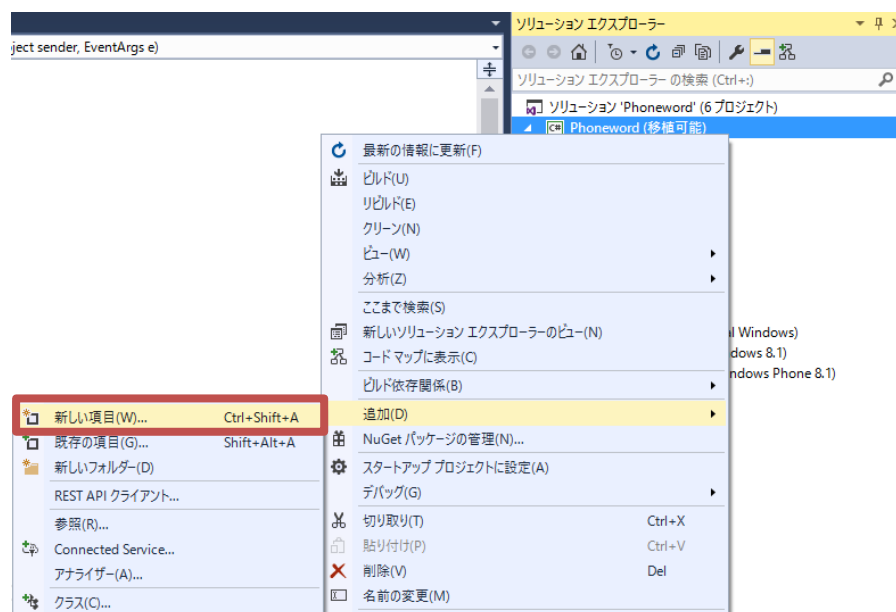 ソリューション エクスプローラー
ject sender, EventArgs e)
ソリューション エクスプローラー の検索 (Ctrl+:)
ソリューション 'Phoneword' (6 プロジェクト)
C# Phoneword (移植可能)
最新の情報に更新(F)
ビルド(U)
リビルド(E)
クリーン(N)
ビュー(W)
分析(Z)
ここまで検索(S)
新しいソリューション エクスプローラーのビュー(N)
l Windows)
コード マップに表示(C)
dows 8.1)
ndows Phone 8.1)
ビルド依存関係(B)
追加(D)
新しい項目(W)... Ctrl+Shift+A
既存の項目(G)... Shift+Alt+A
新しいフォルダー(D)
REST API クライアント...
参照(R)...
Connected Service...
アナライザー(A)...
クラス(C)...
NuGet パッケージの管理(N)...
スタートアップ プロジェクトに設定(A)
デバッグ(G)
切り取り(T) Ctrl+X
貼り付け(P) Ctrl+V
削除(V) Del
名前の変更(M)